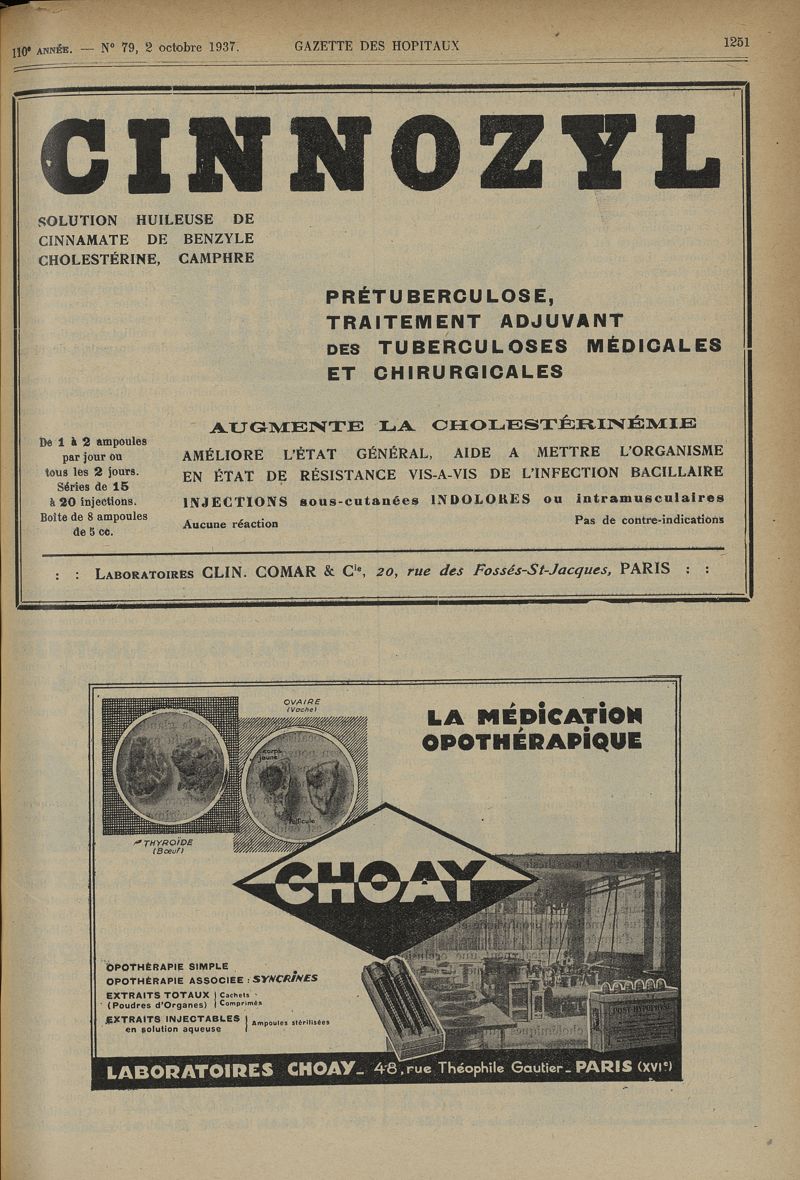 110e ANNÉE. — N° 79, 2 octobre 1937. GAZETTE DES HOPITAUX 1251
CINNOZYL
SOLUTION HUILEUSE DE
CINNAMATE DE BENZYLE
CHOLESTÉRINE, CAMPHRE
PRÉTUBERCULOSE,
TRAITEMENT ADJUVANT
DES TUBERCULOSES MÉDICALES
ET CHIRURGICALES
De 1 à 2 ampoules
par jour ou
tous les 2 jours.
Séries de 15
à 20 injections.
Boîte de 8 ampoules
de 5 cc.
AUGMENTE LA CHOLESTÉRINÉMIE
AMÉLIORE L'ÉTAT GÉNÉRAL, AIDE A METTRE L'ORGANISME
EN ÉTAT DE RÉSISTANCE VIS-A-VIS DE L'INFECTION BACILLAIRE
INJECTIONS sous-cutanées INDOLORES ou intramusculaires
Aucune réaction Pas de contre-indications
: : LABORATOIRES CLIN. COMAR & Cie, 20, rue des Fossés-St-Jacques, PARIS : :
OVAIRE
(Vache)
corps
jaune
follicule
THYROÏDE
(Bœuf)
LA MÉDICATION
OPOTHÉRAPIQUE
CHOAY
OPOTHÉRAPIE SIMPLE
OPOTHÉRAPIE ASSOCIÉE : SYNCRINES
EXTRAITS TOTAUX | Cachets
(Poudres d'Organes) | Comprimés
EXTRAITS INJECTABLES | Ampoules stérilisées
en solution aqueuse
POST-HYPOPHYSE
LABORATOIRES CHOAY_ 48, rue Théophile Gautier_ PARIS (XVIe)